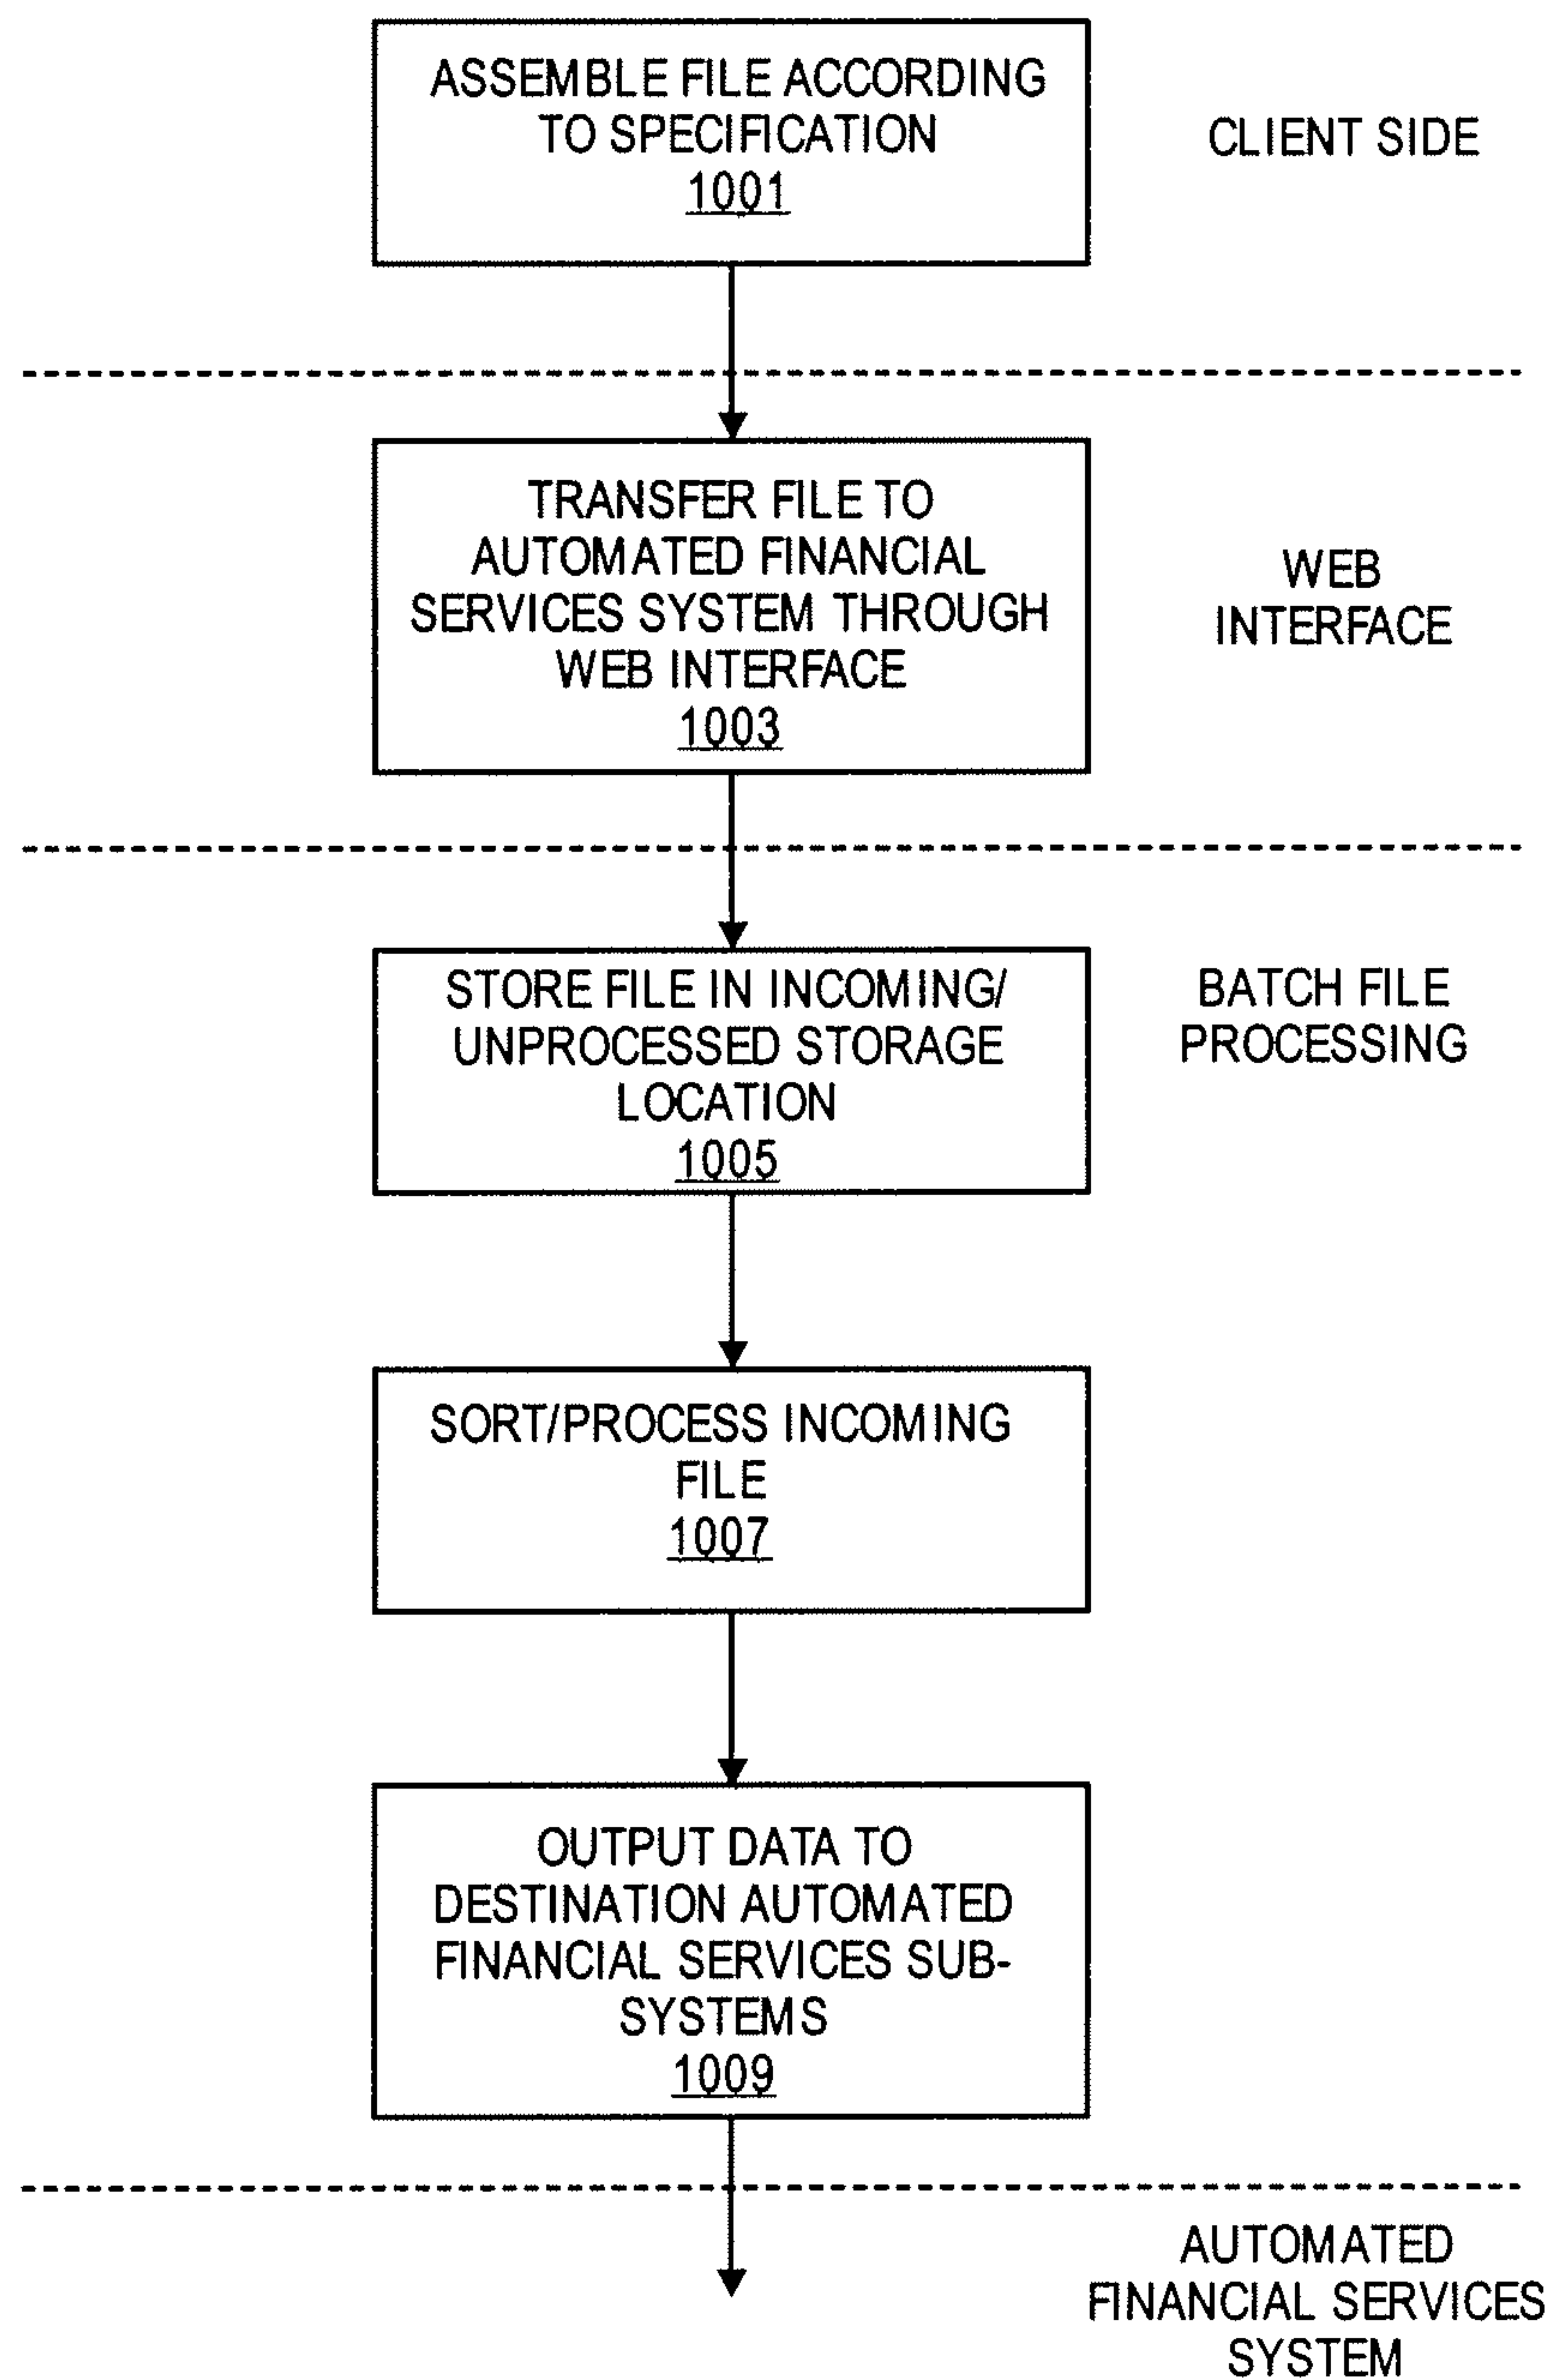 ASSEMBLE FILE ACCORDING
TO SPECIFICATION
1001
CLIENT SIDE
TRANSFER FILE TO
AUTOMATED FINANCIAL
SERVICES SYSTEM THROUGH
WEB INTERFACE
1003
WEB
INTERFACE
STORE FILE IN INCOMING/
UNPROCESSED STORAGE
LOCATION
1005
BATCH FILE
PROCESSING
SORT/PROCESS INCOMING
FILE
1007
OUTPUT DATA TO
DESTINATION AUTOMATED
FINANCIAL SERVICES SUB-
SYSTEMS
1009
AUTOMATED
FINANCIAL SERVICES
SYSTEM